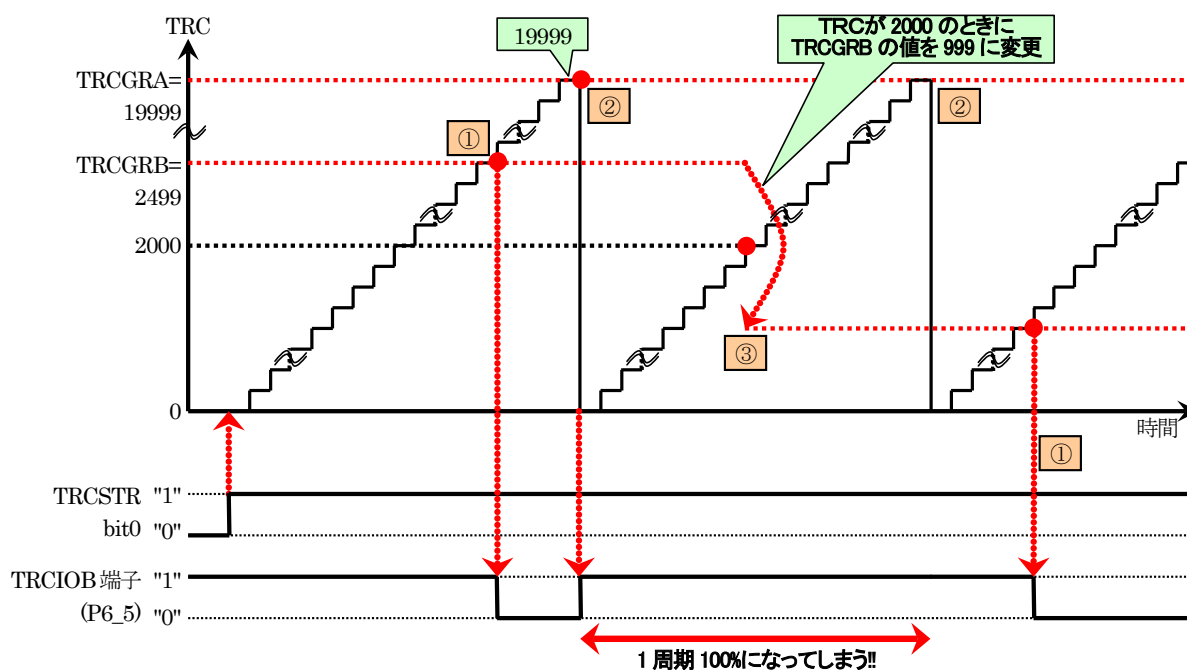 TRC
19999
TRCが 2000 のときに
TRCGRB の値を 999 に変更
TRCGRA=
19999
②
②
①
TRCGRB=
2499
2000
③
0
時間
①
TRCSTR "1"
bit0 "0"
TRCIOB 端子 "1"
(P6_5) "0"
1 周期 100%になってしまう!!